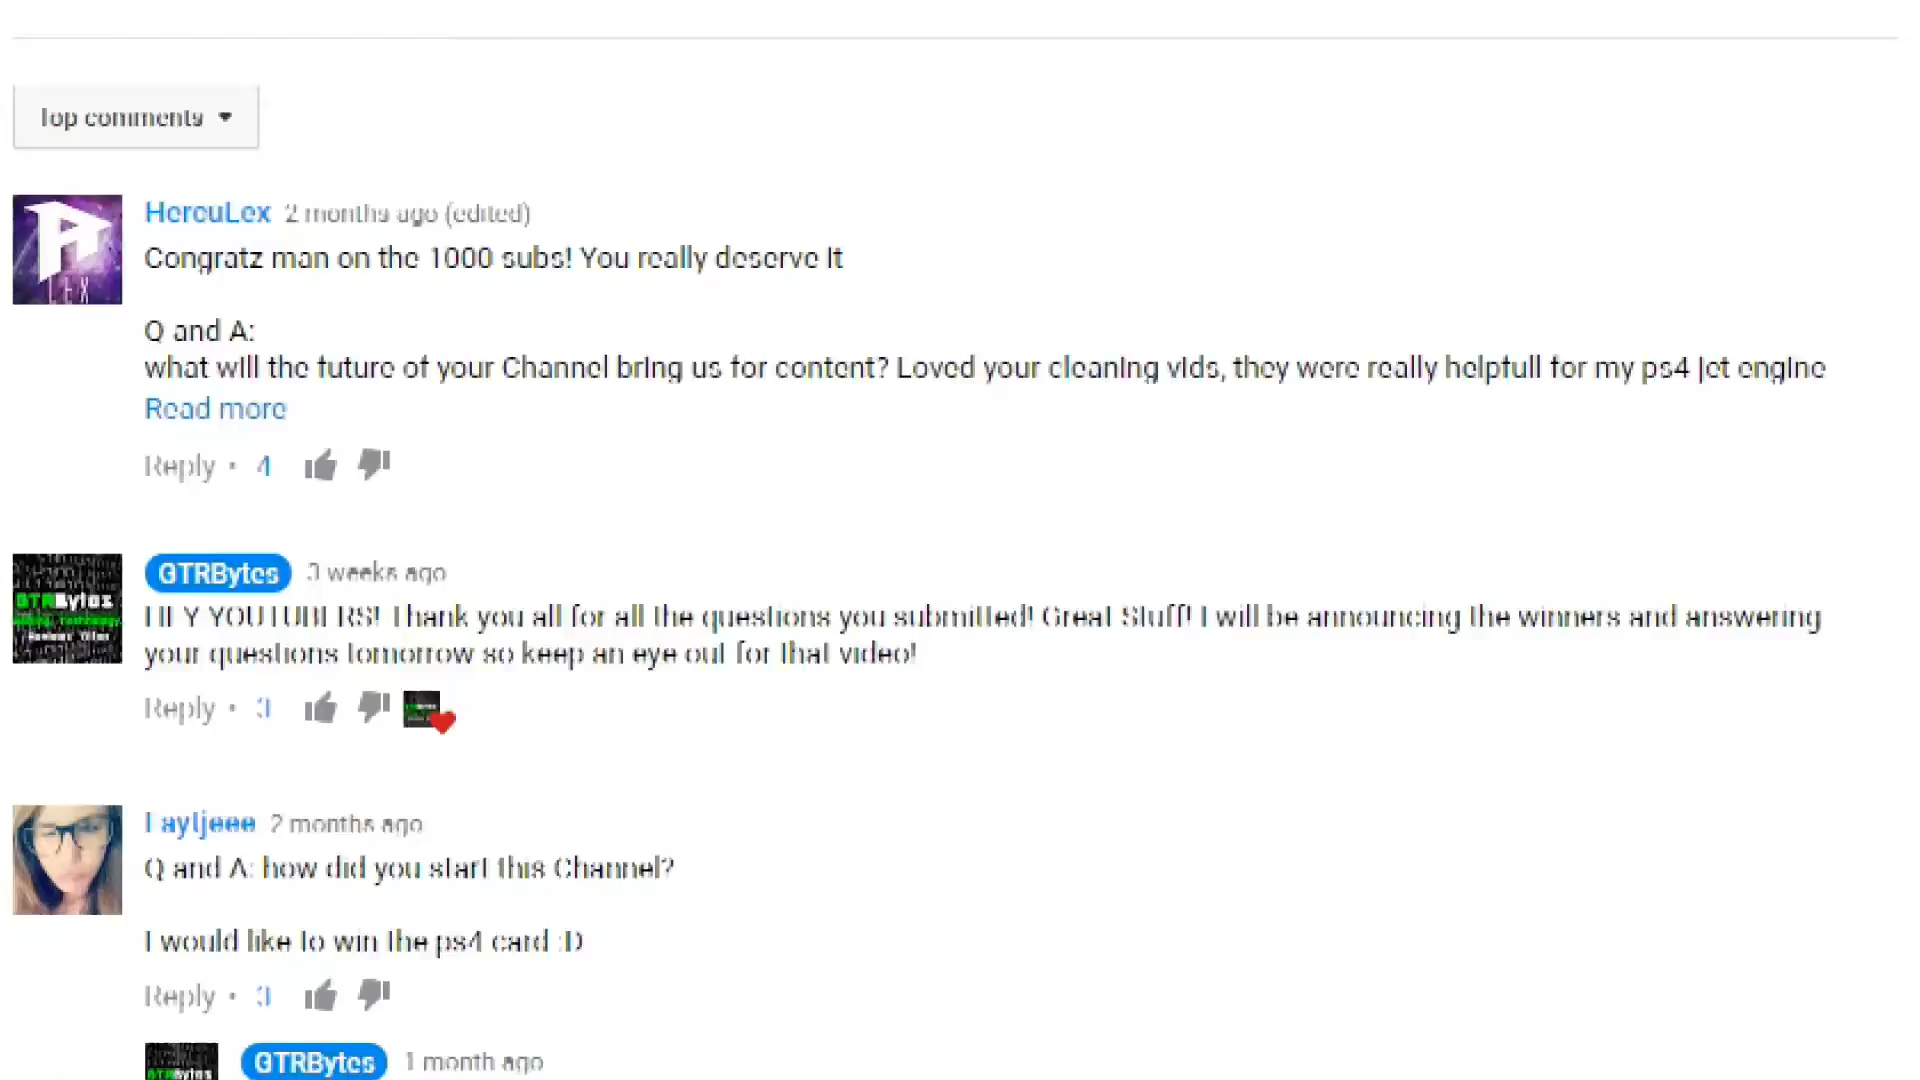 Top comments
LEX
HercuLex 2 months ago (edited)
Congratz man on the 1000 subs! You really deserve it
Q and A:
what will the future of your Channel bring us for content? Loved your cleaning vids, they were really helpfull for my ps4 jet engine
Read more
Reply • 4
GTRBytes
GTRBytes 3 weeks ago
HEY YOUTUBERS! Thank you all for all the questions you submitted! Great Stuff! I will be announcing the winners and answering
your questions tomorrow so keep an eye out for that video!
Reply • 3
2 months ago
Q and A: how did you start this Channel?
I would like to win the ps4 card :D
Reply • 3
GTRBytes
GTRBytes 1 month ago